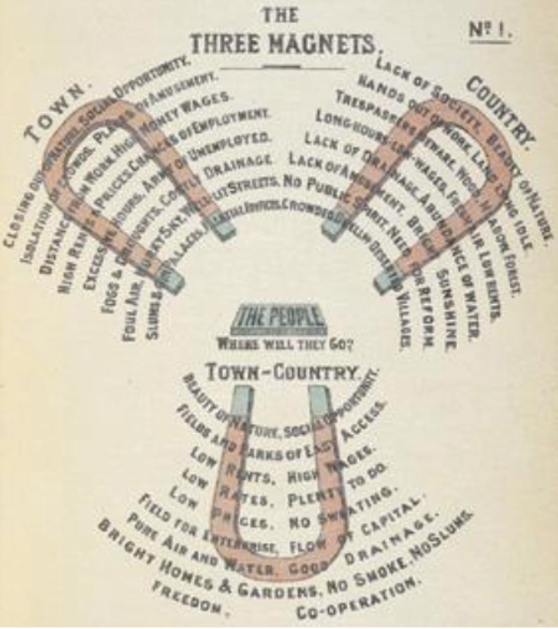 THE
THREE MAGNETS.
Nº 1.
TOWN.
CLOSING OUT OF NATURE. SOCIAL OPPORTUNITY.
ISOLATION OF CROWDS. PLACES OF AMUSEMENT.
DISTANCE FROM WORK. HIGH MONEY WAGES.
HIGH RENTS & PRICES. CHANCES OF EMPLOYMENT.
EXCESSIVE HOURS. ARMY OF UNEMPLOYED.
FOGS & DROUGHTS. COSTLY DRAINAGE.
FOUL AIR. MURKY SKY. WELL-LIT STREETS.
SLUMS & GIN PALACES. PALATIAL EDIFICES.
COUNTRY.
LACK OF SOCIETY. BEAUTY OF NATURE.
HANDS OUT OF WORK. LAND LYING IDLE.
TRESPASSERS BEWARE. WOOD, MEADOW, FOREST.
LONG HOURS-LOW WAGES. FRESH AIR. LOW RENTS.
LACK OF DRAINAGE. ABUNDANCE OF WATER.
LACK OF AMUSEMENT. BRIGHT SUNSHINE.
NO PUBLIC SPIRIT. NEED FOR REFORM.
CROWDED DWELLINGS. DESERTED VILLAGES.
THE PEOPLE
WHERE WILL THEY GO?
TOWN-COUNTRY.
BEAUTY OF NATURE, SOCIAL OPPORTUNITY.
FIELDS AND PARKS OF EASY ACCESS.
LOW RENTS, HIGH WAGES.
LOW RATES, PLENTY TO DO.
LOW PRICES, NO SWEATING.
FIELD FOR ENTERPRISE, FLOW OF CAPITAL.
PURE AIR AND WATER, GOOD DRAINAGE.
BRIGHT HOMES & GARDENS, NO SMOKE, NO SLUMS.
FREEDOM. CO-OPERATION.